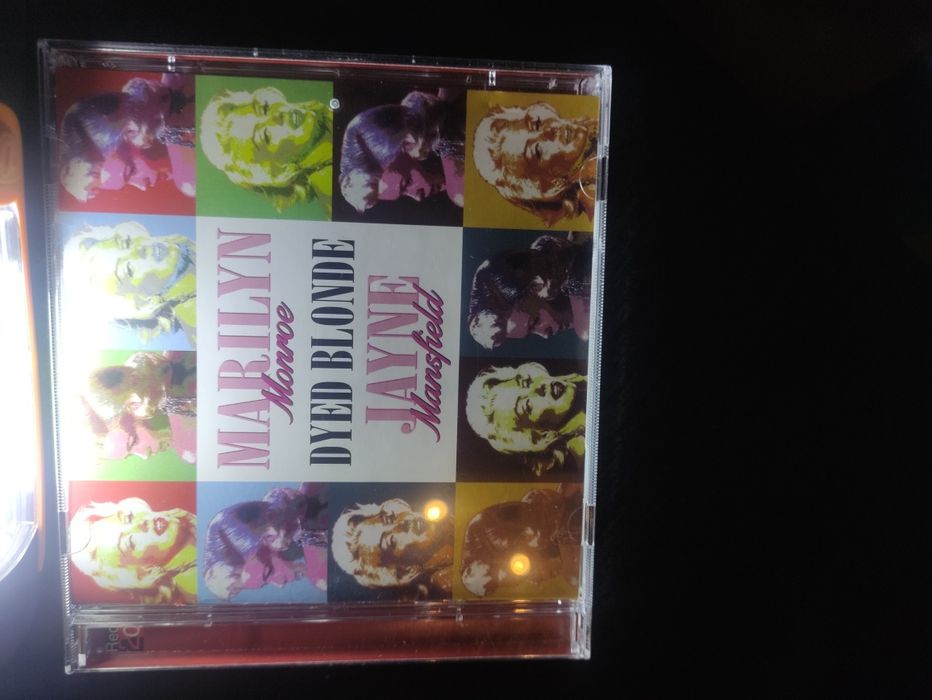 MARILYN
Monroe
DYED BLONDE
JAYNE
Mansfield